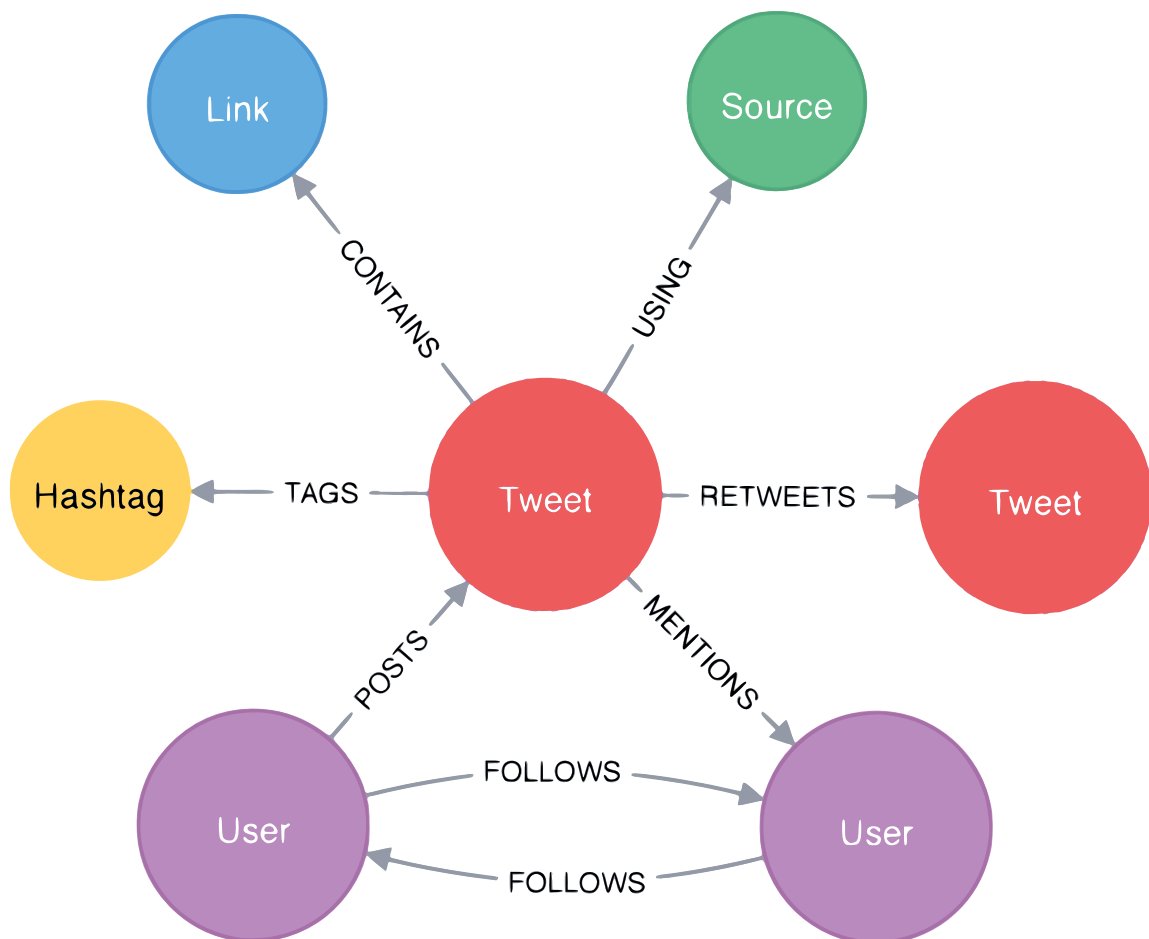 Link
Source
CONTAINS
USING
Hashtag
TAGS
Tweet
RETWEETS
Tweet
POSTS
MENTIONS
User
FOLLOWS
User
FOLLOWS